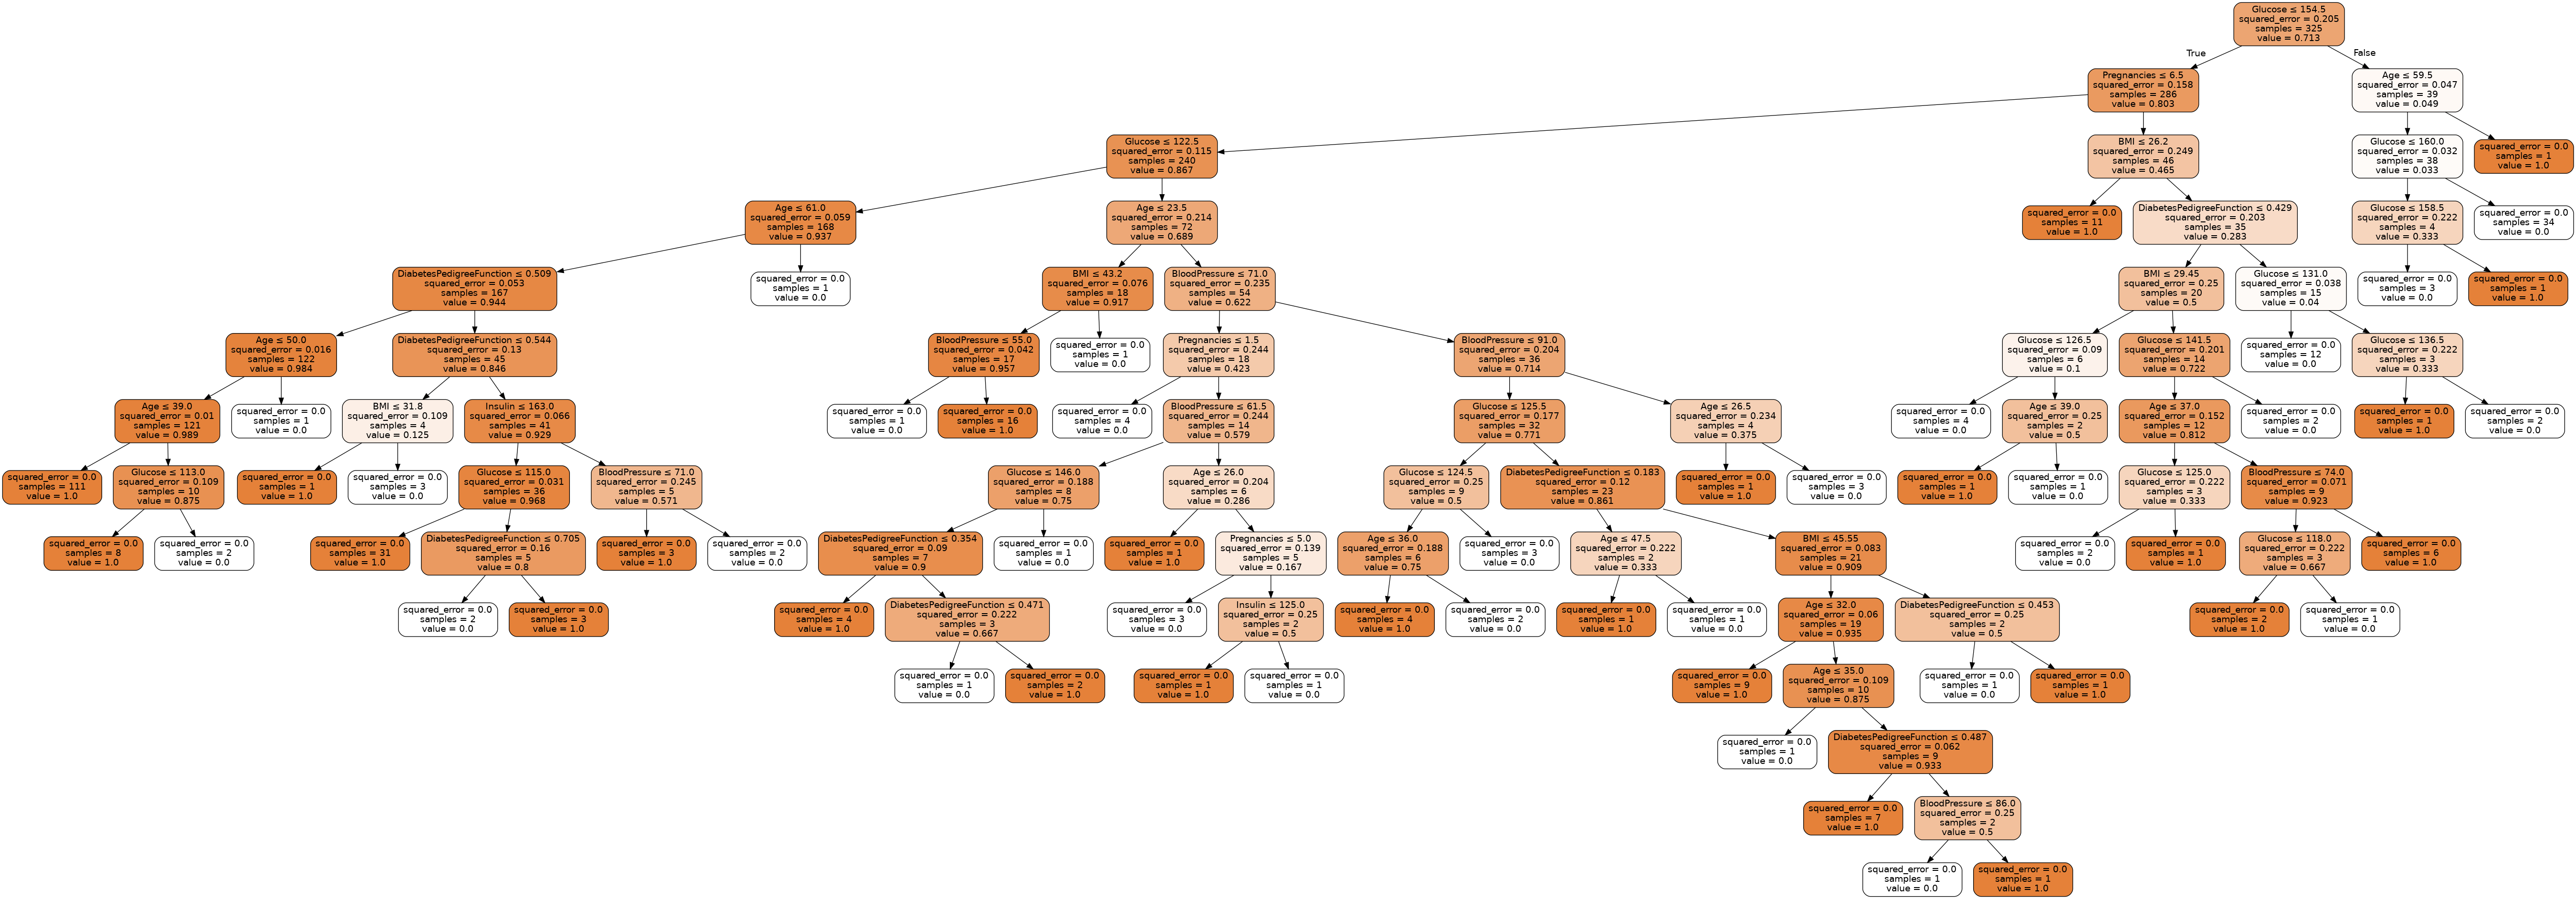 Glucose ≤ 154.5
squared_error = 0.205
samples = 325
value = 0.713
True
False
Pregnancies ≤ 6.5
squared_error = 0.158
samples = 286
value = 0.803
Age ≤ 59.5
squared_error = 0.047
samples = 39
value = 0.049
Glucose ≤ 122.5
squared_error = 0.115
samples = 240
value = 0.867
BMI ≤ 26.2
squared_error = 0.249
samples = 46
value = 0.465
Glucose ≤ 160.0
squared_error = 0.032
samples = 38
value = 0.033
squared_error = 0.0
samples = 1
value = 1.0
Age ≤ 61.0
squared_error = 0.059
samples = 168
value = 0.937
Age ≤ 23.5
squared_error = 0.214
samples = 72
value = 0.689
squared_error = 0.0
samples = 11
value = 1.0
DiabetesPedigreeFunction ≤ 0.429
squared_error = 0.203
samples = 35
value = 0.283
Glucose ≤ 158.5
squared_error = 0.222
samples = 4
value = 0.333
squared_error = 0.0
samples = 34
value = 0.0
DiabetesPedigreeFunction ≤ 0.509
squared_error = 0.053
samples = 167
value = 0.944
squared_error = 0.0
samples = 1
value = 0.0
BMI ≤ 43.2
squared_error = 0.076
samples = 18
value = 0.917
BloodPressure ≤ 71.0
squared_error = 0.235
samples = 54
value = 0.622
BMI ≤ 29.45
squared_error = 0.25
samples = 20
value = 0.5
Glucose ≤ 131.0
squared_error = 0.038
samples = 15
value = 0.04
squared_error = 0.0
samples = 3
value = 0.0
squared_error = 0.0
samples = 1
value = 1.0
Age ≤ 50.0
squared_error = 0.016
samples = 122
value = 0.984
DiabetesPedigreeFunction ≤ 0.544
squared_error = 0.13
samples = 45
value = 0.846
BloodPressure ≤ 55.0
squared_error = 0.042
samples = 17
value = 0.957
squared_error = 0.0
samples = 1
value = 0.0
Pregnancies ≤ 1.5
squared_error = 0.244
samples = 18
value = 0.423
BloodPressure ≤ 91.0
squared_error = 0.204
samples = 36
value = 0.714
Glucose ≤ 126.5
squared_error = 0.09
samples = 6
value = 0.1
Glucose ≤ 141.5
squared_error = 0.201
samples = 14
value = 0.722
squared_error = 0.0
samples = 12
value = 0.0
Glucose ≤ 136.5
squared_error = 0.222
samples = 3
value = 0.333
Age ≤ 39.0
squared_error = 0.01
samples = 121
value = 0.989
squared_error = 0.0
samples = 1
value = 0.0
BMI ≤ 31.8
squared_error = 0.109
samples = 4
value = 0.125
Insulin ≤ 163.0
squared_error = 0.066
samples = 41
value = 0.929
squared_error = 0.0
samples = 1
value = 0.0
squared_error = 0.0
samples = 16
value = 1.0
squared_error = 0.0
samples = 4
value = 0.0
BloodPressure ≤ 61.5
squared_error = 0.244
samples = 14
value = 0.579
Glucose ≤ 125.5
squared_error = 0.177
samples = 32
value = 0.771
Age ≤ 26.5
squared_error = 0.234
samples = 4
value = 0.375
squared_error = 0.0
samples = 4
value = 0.0
Age ≤ 39.0
squared_error = 0.25
samples = 2
value = 0.5
Age ≤ 37.0
squared_error = 0.152
samples = 12
value = 0.812
squared_error = 0.0
samples = 2
value = 0.0
squared_error = 0.0
samples = 1
value = 1.0
squared_error = 0.0
samples = 2
value = 0.0
squared_error = 0.0
samples = 111
value = 1.0
Glucose ≤ 113.0
squared_error = 0.109
samples = 10
value = 0.875
squared_error = 0.0
samples = 1
value = 1.0
squared_error = 0.0
samples = 3
value = 0.0
Glucose ≤ 115.0
squared_error = 0.031
samples = 36
value = 0.968
BloodPressure ≤ 71.0
squared_error = 0.245
samples = 5
value = 0.571
Glucose ≤ 146.0
squared_error = 0.188
samples = 8
value = 0.75
Age ≤ 26.0
squared_error = 0.204
samples = 6
value = 0.286
Glucose ≤ 124.5
squared_error = 0.25
samples = 9
value = 0.5
DiabetesPedigreeFunction ≤ 0.183
squared_error = 0.12
samples = 23
value = 0.861
squared_error = 0.0
samples = 1
value = 1.0
squared_error = 0.0
samples = 3
value = 0.0
squared_error = 0.0
samples = 1
value = 1.0
squared_error = 0.0
samples = 1
value = 0.0
Glucose ≤ 125.0
squared_error = 0.222
samples = 3
value = 0.333
BloodPressure ≤ 74.0
squared_error = 0.071
samples = 9
value = 0.923
squared_error = 0.0
samples = 8
value = 1.0
squared_error = 0.0
samples = 2
value = 0.0
squared_error = 0.0
samples = 31
value = 1.0
DiabetesPedigreeFunction ≤ 0.705
squared_error = 0.16
samples = 5
value = 0.8
squared_error = 0.0
samples = 3
value = 1.0
squared_error = 0.0
samples = 2
value = 0.0
DiabetesPedigreeFunction ≤ 0.354
squared_error = 0.09
samples = 7
value = 0.9
squared_error = 0.0
samples = 1
value = 0.0
squared_error = 0.0
samples = 1
value = 1.0
Pregnancies ≤ 5.0
squared_error = 0.139
samples = 5
value = 0.167
Age ≤ 36.0
squared_error = 0.188
samples = 6
value = 0.75
squared_error = 0.0
samples = 3
value = 0.0
Age ≤ 47.5
squared_error = 0.222
samples = 2
value = 0.333
BMI ≤ 45.55
squared_error = 0.083
samples = 21
value = 0.909
squared_error = 0.0
samples = 2
value = 0.0
squared_error = 0.0
samples = 1
value = 1.0
Glucose ≤ 118.0
squared_error = 0.222
samples = 3
value = 0.667
squared_error = 0.0
samples = 6
value = 1.0
squared_error = 0.0
samples = 2
value = 0.0
squared_error = 0.0
samples = 3
value = 1.0
squared_error = 0.0
samples = 4
value = 1.0
DiabetesPedigreeFunction ≤ 0.471
squared_error = 0.222
samples = 3
value = 0.667
squared_error = 0.0
samples = 3
value = 0.0
Insulin ≤ 125.0
squared_error = 0.25
samples = 2
value = 0.5
squared_error = 0.0
samples = 4
value = 1.0
squared_error = 0.0
samples = 2
value = 0.0
squared_error = 0.0
samples = 1
value = 1.0
squared_error = 0.0
samples = 1
value = 0.0
Age ≤ 32.0
squared_error = 0.06
samples = 19
value = 0.935
DiabetesPedigreeFunction ≤ 0.453
squared_error = 0.25
samples = 2
value = 0.5
squared_error = 0.0
samples = 2
value = 1.0
squared_error = 0.0
samples = 1
value = 0.0
squared_error = 0.0
samples = 1
value = 0.0
squared_error = 0.0
samples = 2
value = 1.0
squared_error = 0.0
samples = 1
value = 1.0
squared_error = 0.0
samples = 1
value = 0.0
squared_error = 0.0
samples = 9
value = 1.0
Age ≤ 35.0
squared_error = 0.109
samples = 10
value = 0.875
squared_error = 0.0
samples = 1
value = 0.0
squared_error = 0.0
samples = 1
value = 1.0
squared_error = 0.0
samples = 1
value = 0.0
DiabetesPedigreeFunction ≤ 0.487
squared_error = 0.062
samples = 9
value = 0.933
squared_error = 0.0
samples = 7
value = 1.0
BloodPressure ≤ 86.0
squared_error = 0.25
samples = 2
value = 0.5
squared_error = 0.0
samples = 1
value = 0.0
squared_error = 0.0
samples = 1
value = 1.0